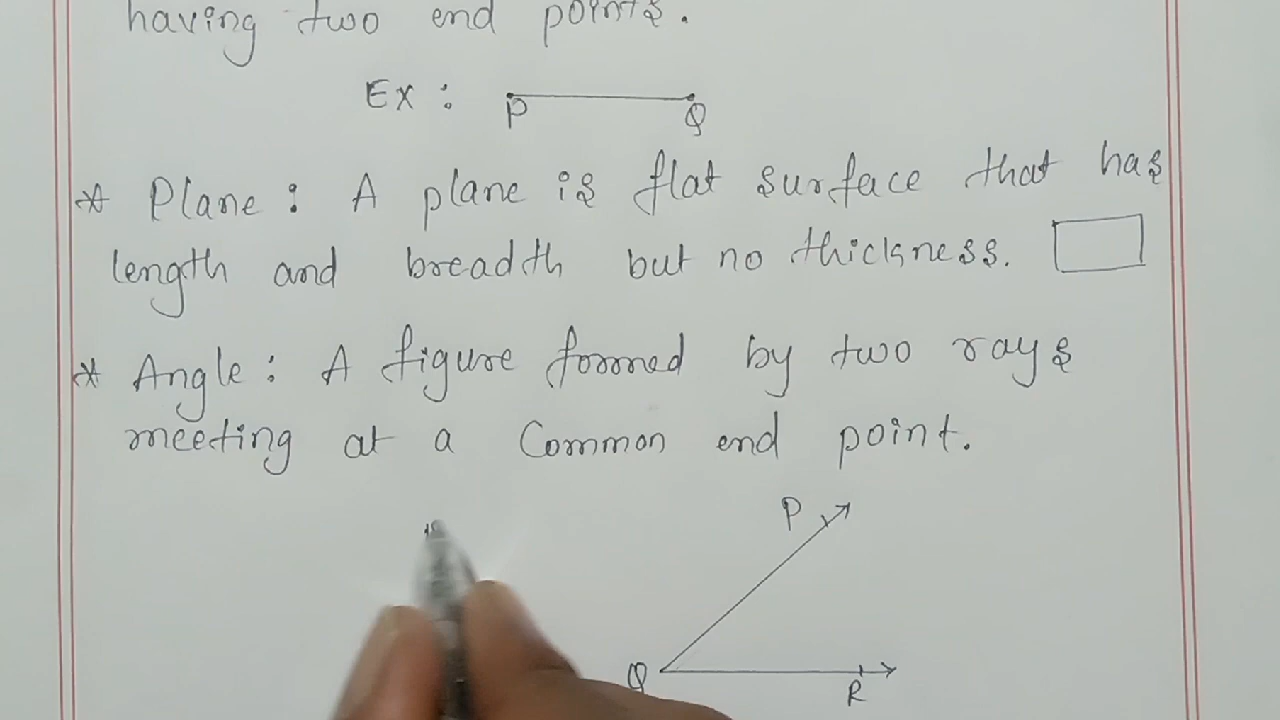 having two end points.
Ex :
P Q
* Plane : A plane is flat surface that has
length and breadth but no thickness.
* Angle : A figure formed by two rays
meeting at a common end point.
P
Q
R